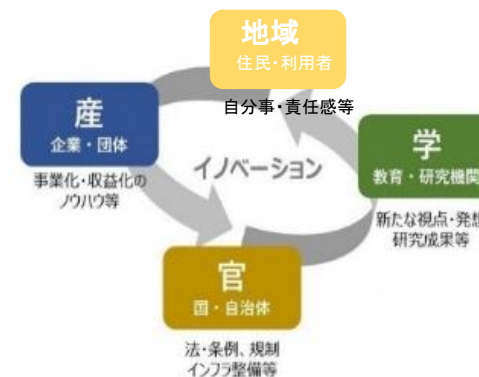 地域
住民・利用者
自分事・責任感等
産
企業・団体
事業化・収益化の
ノウハウ等
イノベーション
学
教育・研究機関
新たな視点・発想
研究成果等
官
国・自治体
法・条例、規制
インフラ整備等